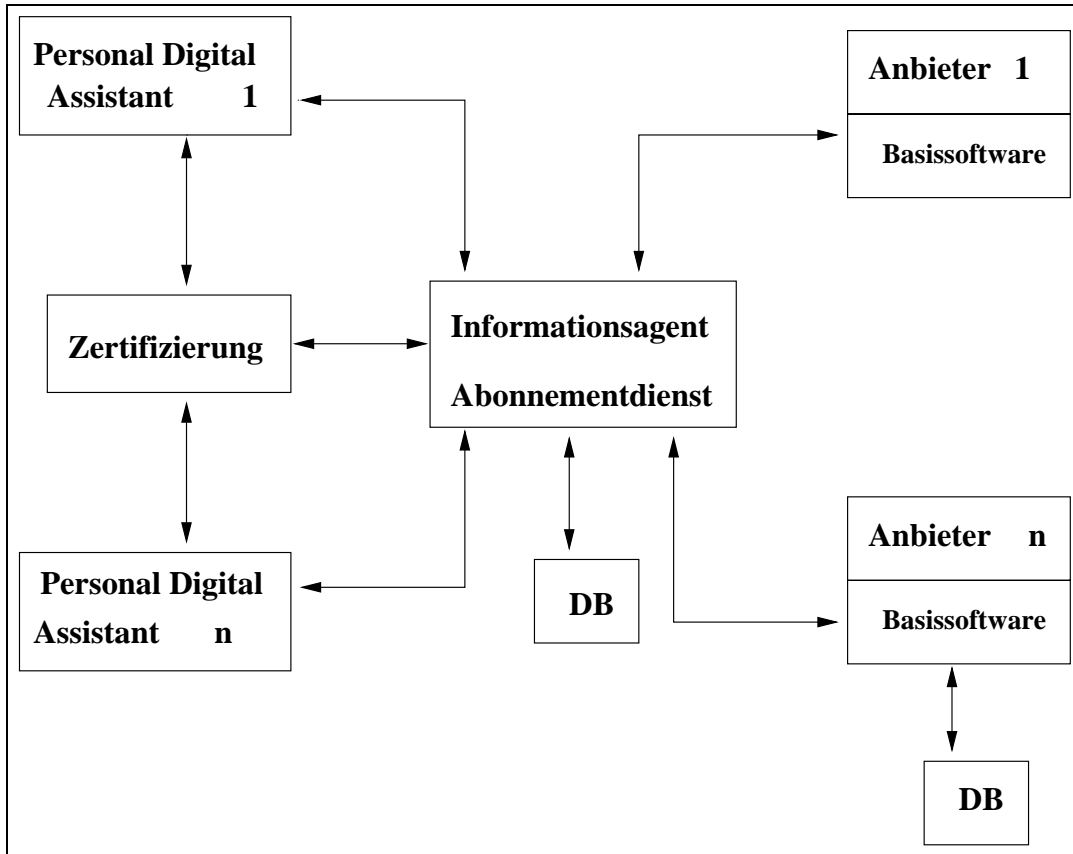 Personal Digital
Assistant 1
Anbieter 1
Basissoftware
Zertifizierung
Informationsagent
Abonnementdienst
Personal Digital
Assistant n
DB
Anbieter n
Basissoftware
DB